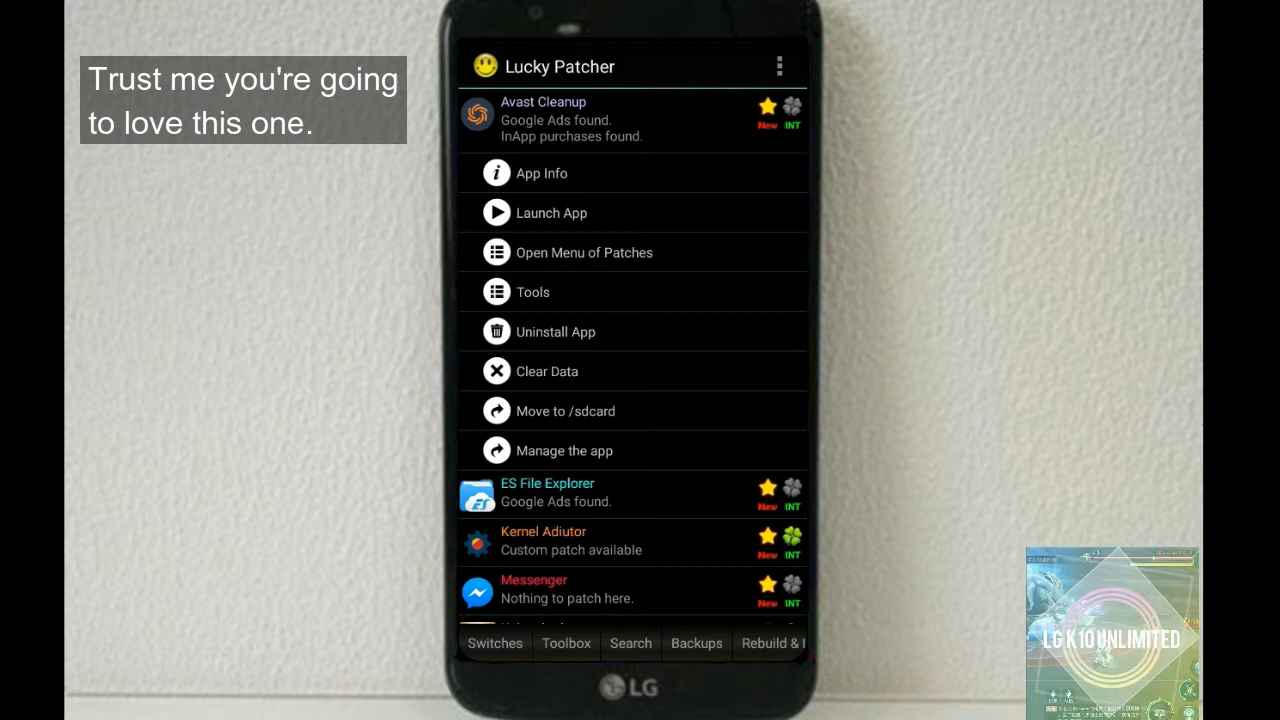 Trust me you're going
to love this one.
Lucky Patcher
Avast Cleanup
Google Ads found.
InApp purchases found.
New INT
App Info
Launch App
Open Menu of Patches
Tools
Uninstall App
Clear Data
Move to /sdcard
Manage the app
ES File Explorer
Google Ads found.
New INT
Kernel Adiutor
Custom patch available
New INT
Messenger
Nothing to patch here.
New INT
Switches Toolbox Search Backups Rebuild & I
LG
LG K10 UNLIMITED